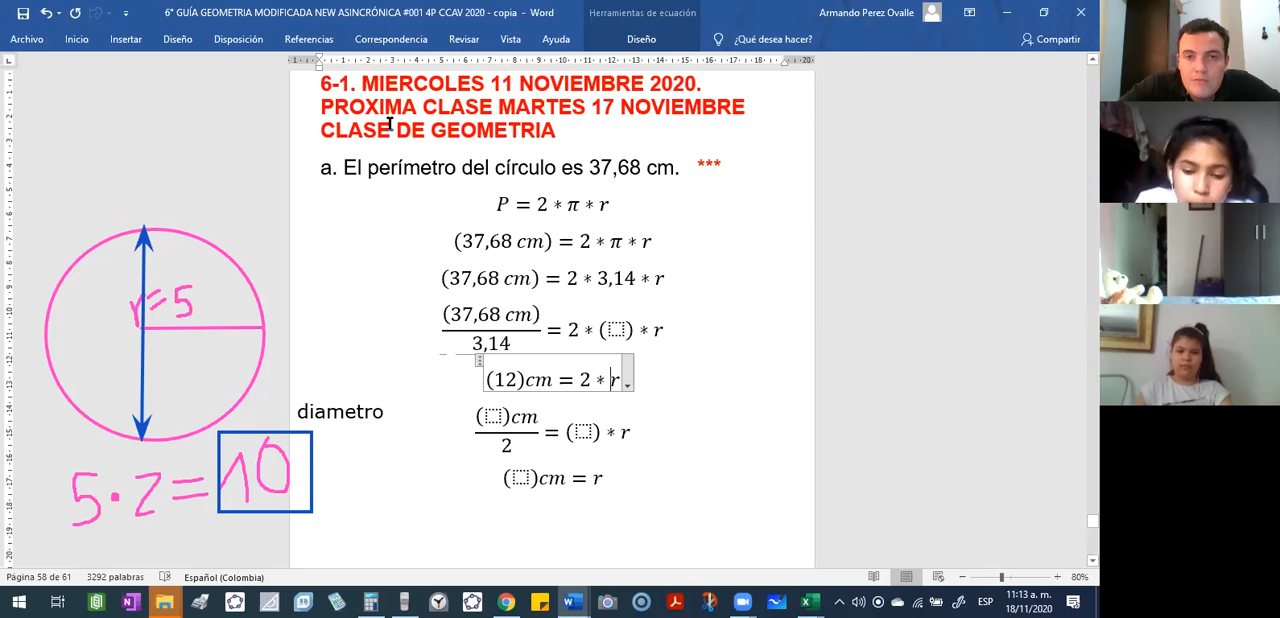 6° GUÍA GEOMETRIA MODIFICADA NEW ASINCRÓNICA #001 4P CCAV 2020 - copia - Word
Herramientas de ecuación
Armando Perez Ovalle
Archivo Inicio Insertar Diseño Disposición Referencias Correspondencia Revisar Vista Ayuda Diseño ¿Qué desea hacer? Compartir
6-1. MIERCOLES 11 NOVIEMBRE 2020.
PROXIMA CLASE MARTES 17 NOVIEMBRE
CLASE DE GEOMETRIA
a. El perímetro del círculo es 37,68 cm. ***
P = 2 * π * r
(37,68 cm) = 2 * π * r
(37,68 cm) = 2 * 3,14 * r
(37,68 cm)
3,14
= 2 * (⬚) * r
(12)cm = 2 * r
(⬚)cm
2
= (⬚) * r
(⬚)cm = r
r=5
diametro
5·2=10
Página 58 de 61 3292 palabras Español (Colombia) 80%
ESP
11:13 a. m.
18/11/2020